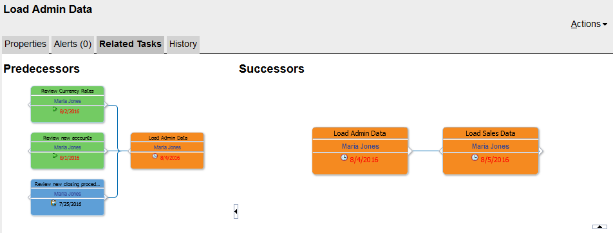 Load Admin Data
Actions
Properties Alerts (0) Related Tasks History
Predecessors
Review Currency Rates
Maria Jones
8/2/2016
Review new accounts
Maria Jones
8/1/2016
Review new closing proced...
Maria Jones
7/25/2016
Load Admin Data
Maria Jones
8/4/2016
Successors
Load Admin Data
Maria Jones
8/4/2016
Load Sales Data
Maria Jones
8/5/2016